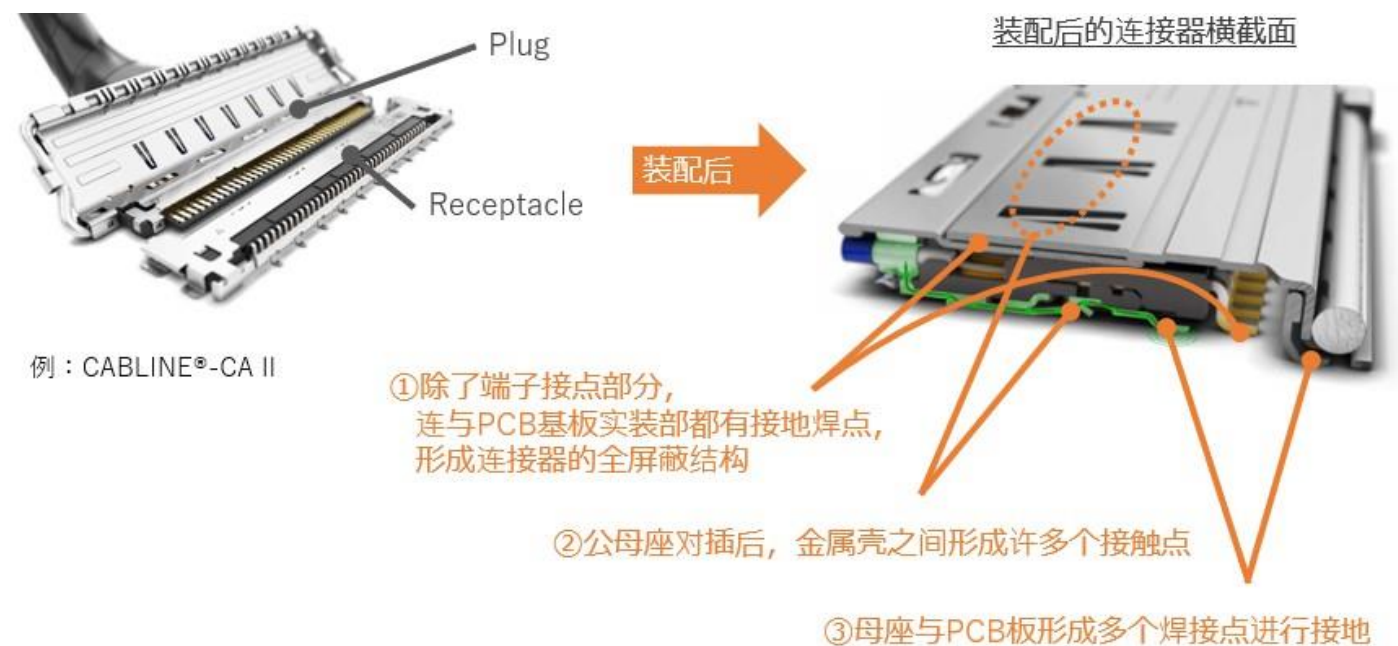 Plug
装配后的连接器横截面
装配后
Receptacle
例：CABLINE®-CA II
①除了端子接点部分，
连与PCB基板实装部都有接地焊点，
形成连接器的全屏蔽结构
②公母座对插后，金属壳之间形成许多个接触点
③母座与PCB板形成多个焊接点进行接地